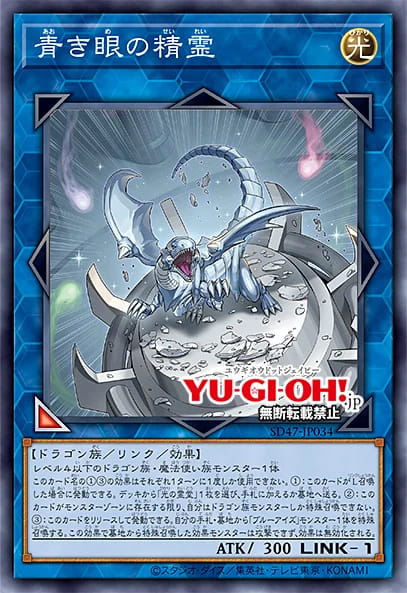 青き眼の精霊
光
YU-GI-OH!.jp
ユウギオウドットジェイピー
無断転載禁止
SD47-JP034
【ドラゴン族/リンク/効果】
レベル4以下のドラゴン族・魔法使い族モンスター1体
このカード名の①③の効果はそれぞれ1ターンに1度しか使用できない。①：このカードがL召喚
した場合に発動できる。デッキから「光の霊堂」1枚を選び、手札に加えるか墓地へ送る。②：この
カードがモンスターゾーンに存在する限り、自分はドラゴン族モンスターしか特殊召喚できない。
③：このカードをリリースして発動できる。自分の手札・墓地から「ブルーアイズ」モンスター1体を特殊
召喚する。この効果で墓地から特殊召喚した効果モンスターは攻撃できず、効果は無効化される。
ATK/ 300 LINK-1
©スタジオ・ダイス/集英社・テレビ東京・KONAMI